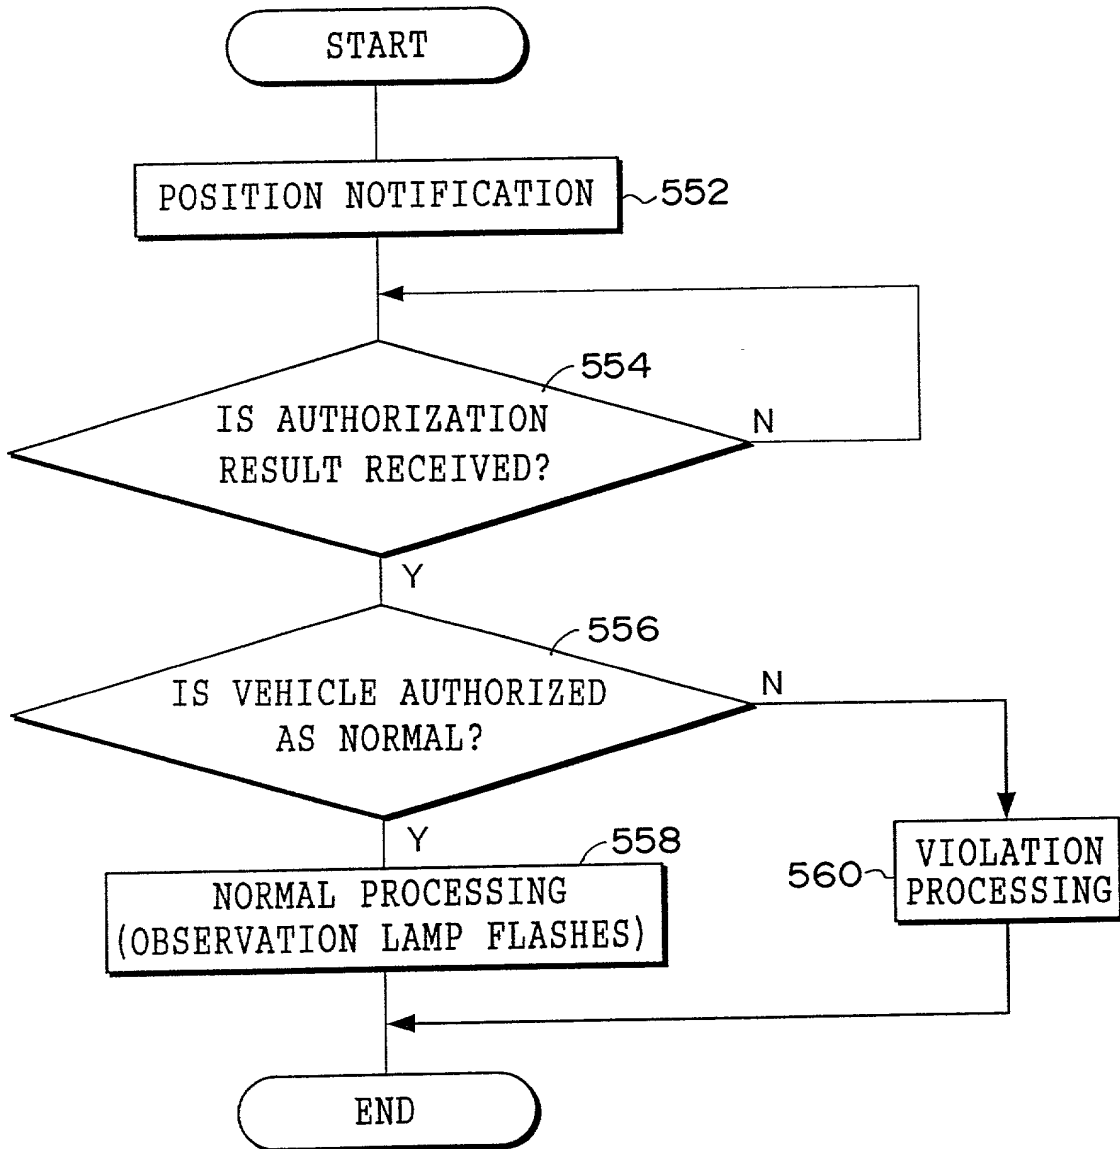 START
POSITION NOTIFICATION
552
554
IS AUTHORIZATION
RESULT RECEIVED?
N
Y
556
IS VEHICLE AUTHORIZED
AS NORMAL?
N
Y
558
NORMAL PROCESSING
(OBSERVATION LAMP FLASHES)
560
VIOLATION
PROCESSING
END